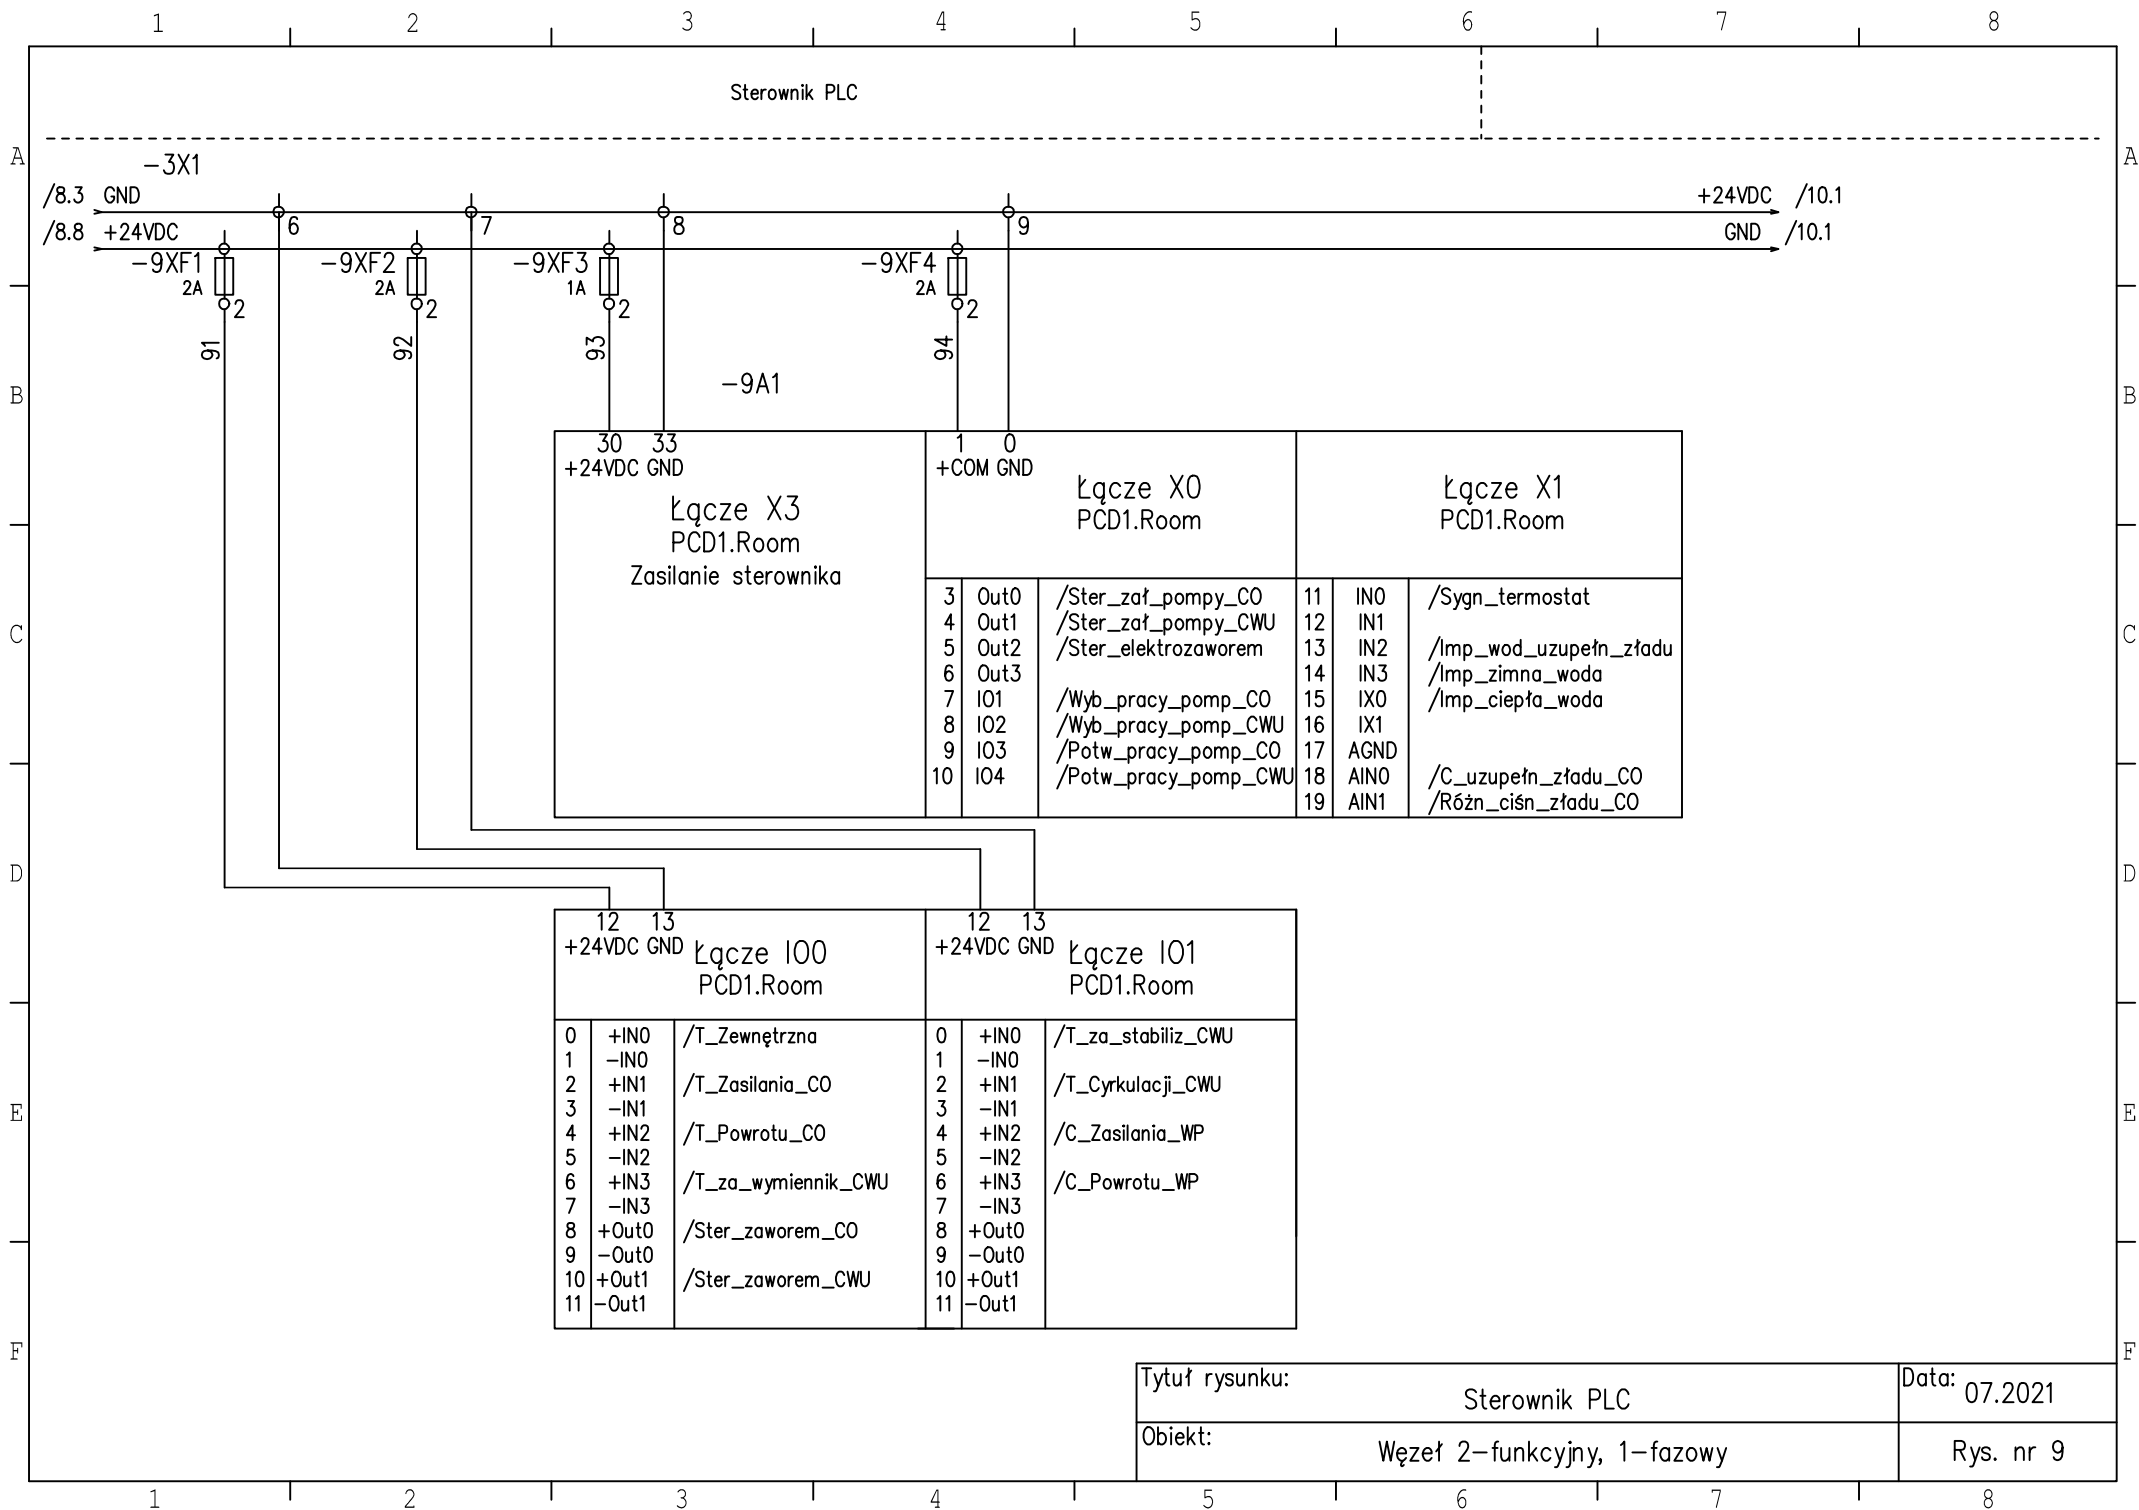 1 2 3 4 5 6 7 8
Sterownik PLC
A A
-3X1
/8.3 GND +24VDC /10.1
6 7 8 9
/8.8 +24VDC GND /10.1
-9XF1 -9XF2 -9XF3 -9XF4
2A 2A 1A 2A
2 2 2 2
91 92 93 94
-9A1
B B
30 33 1 0
+24VDC GND +COM GND
Łącze X3
PCD1.Room
Zasilanie sterownika
Łącze X0
PCD1.Room
Łącze X1
PCD1.Room
3 Out0 /Ster_zał_pompy_CO 11 IN0 /Sygn_termostat
4 Out1 /Ster_zał_pompy_CWU 12 IN1
C C
5 Out2 /Ster_elektrozaworem 13 IN2 /Imp_wod_uzupełn_zładu
6 Out3 14 IN3 /Imp_zimna_woda
7 IO1 /Wyb_pracy_pomp_CO 15 IX0 /Imp_ciepła_woda
8 IO2 /Wyb_pracy_pomp_CWU 16 IX1
9 IO3 /Potw_pracy_pomp_CO 17 AGND
10 IO4 /Potw_pracy_pomp_CWU 18 AIN0 /C_uzupełn_zładu_CO
19 AIN1 /Różn_ciśn_zładu_CO
D D
12 13 12 13
+24VDC GND +24VDC GND
Łącze IO0
PCD1.Room
Łącze IO1
PCD1.Room
0 +IN0 /T_Zewnętrzna 0 +IN0 /T_za_stabiliz_CWU
1 -IN0 1 -IN0
2 +IN1 /T_Zasilania_CO 2 +IN1 /T_Cyrkulacji_CWU
3 -IN1 3 -IN1
E E
4 +IN2 /T_Powrotu_CO 4 +IN2 /C_Zasilania_WP
5 -IN2 5 -IN2
6 +IN3 /T_za_wymiennik_CWU 6 +IN3 /C_Powrotu_WP
7 -IN3 7 -IN3
8 +Out0 /Ster_zaworem_CO 8 +Out0
9 -Out0 9 -Out0
10 +Out1 /Ster_zaworem_CWU 10 +Out1
11 -Out1 11 -Out1
F F
Tytuł rysunku: Sterownik PLC Data: 07.2021
Obiekt: Węzeł 2-funkcyjny, 1-fazowy Rys. nr 9
1 2 3 4 5 6 7 8